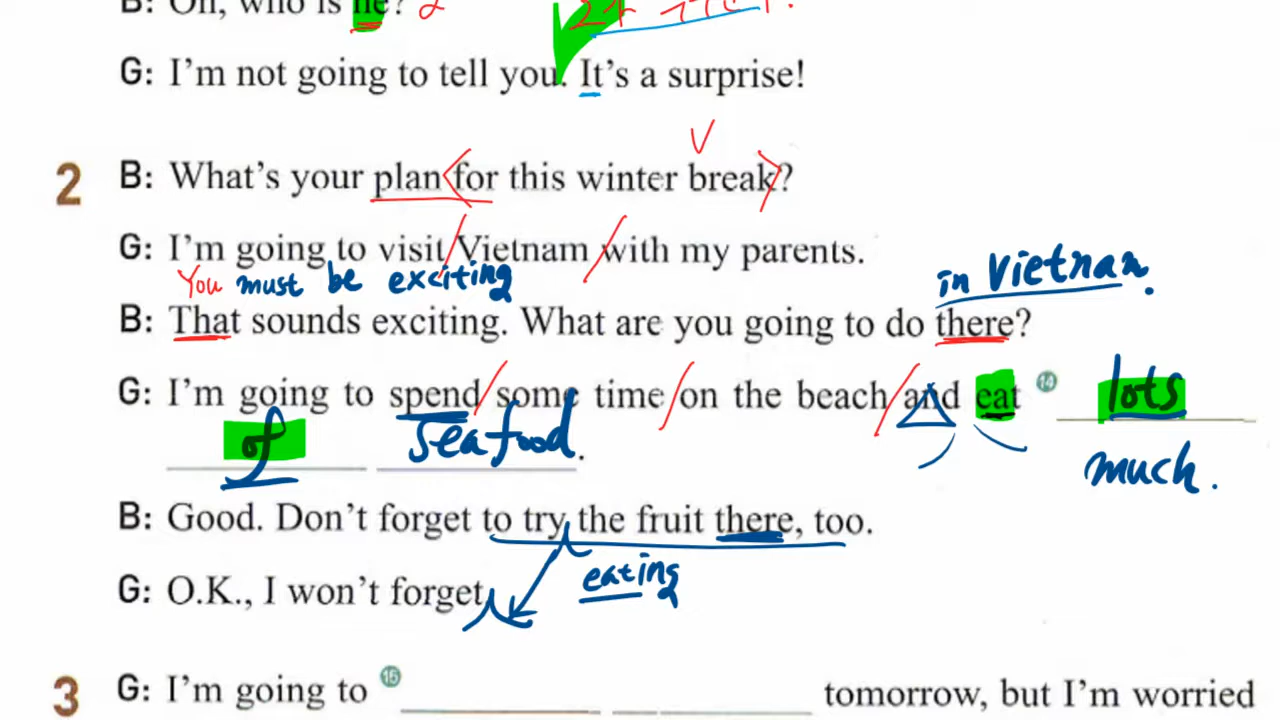 B: Oh, who is he?
G: I'm not going to tell you. It's a surprise!
2 B: What's your plan for this winter break?
G: I'm going to visit Vietnam with my parents.
You must be exciting
in Vietnam.
B: That sounds exciting. What are you going to do there?
G: I'm going to spend some time on the beach and eat 14 lots
of seafood.
much.
B: Good. Don't forget to try the fruit there, too.
eating
G: O.K., I won't forget
3 G: I'm going to 15 tomorrow, but I'm worried